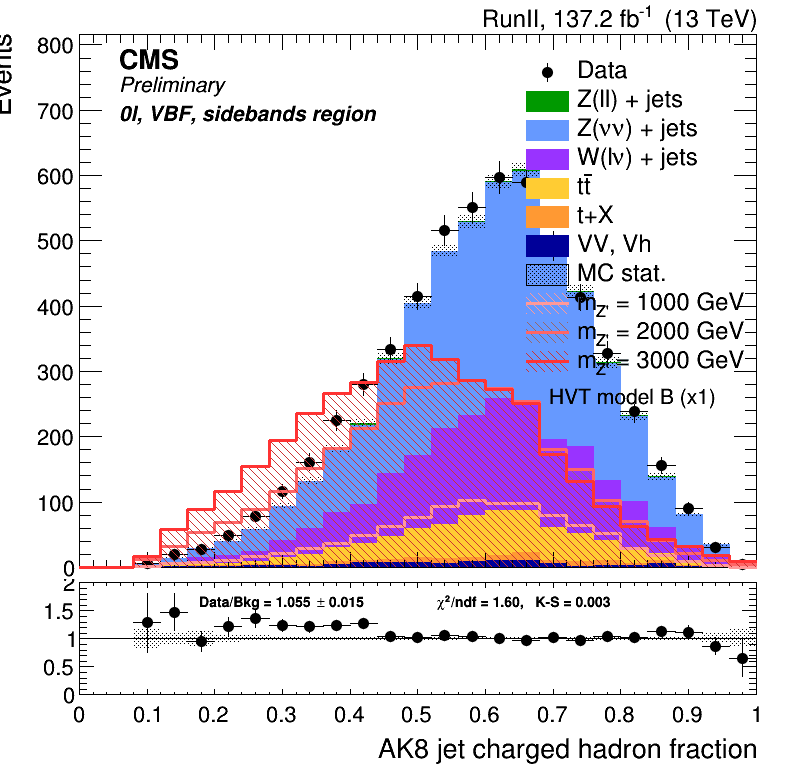 RunII, 137.2 fb⁻¹ (13 TeV)
Events
CMS
Preliminary
0l, VBF, sidebands region
Data
Z(ll) + jets
Z(νν) + jets
W(lν) + jets
tt̄
t+X
VV, Vh
MC stat.
m_Z' = 1000 GeV
m_Z' = 2000 GeV
m_Z' = 3000 GeV
HVT model B (x1)
800
700
600
500
400
300
200
100
0
Data/Bkg = 1.055 ± 0.015
χ²/ndf = 1.60, K-S = 0.003
2
1.5
1
0.5
0
0 0.1 0.2 0.3 0.4 0.5 0.6 0.7 0.8 0.9 1
AK8 jet charged hadron fraction